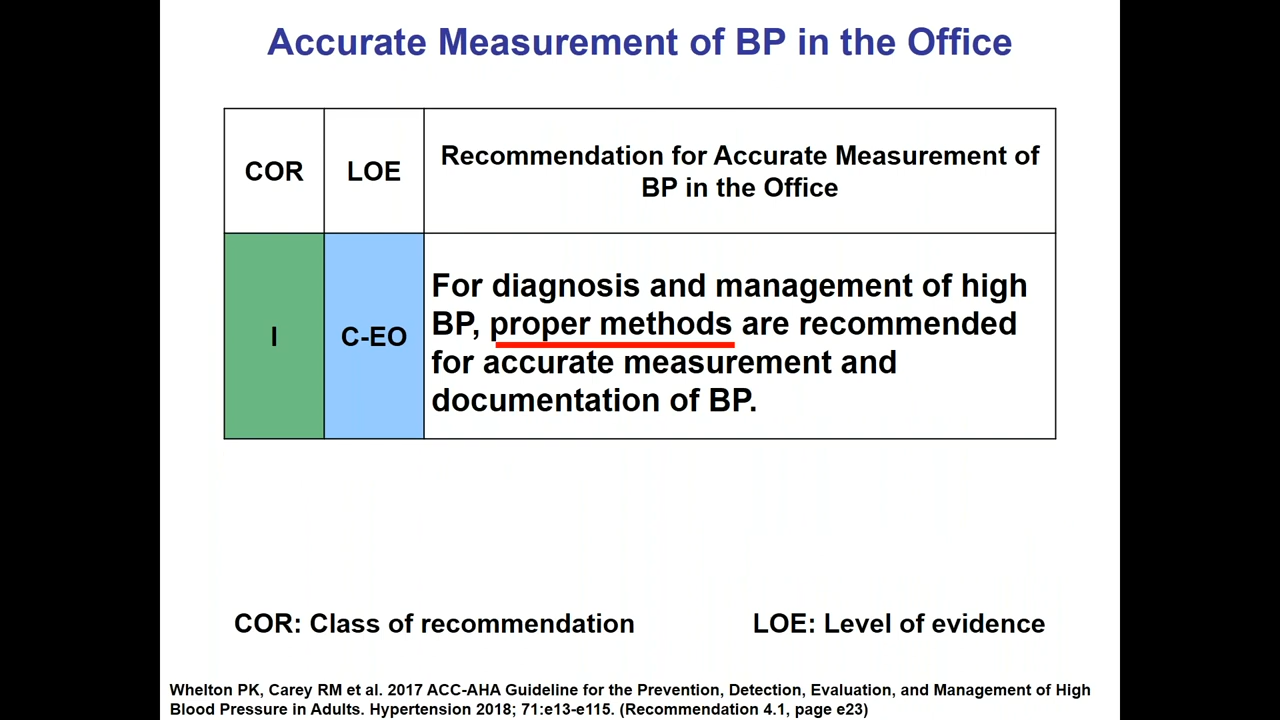 Accurate Measurement of BP in the Office
COR
LOE
Recommendation for Accurate Measurement of
BP in the Office
I
C-EO
For diagnosis and management of high
BP, proper methods are recommended
for accurate measurement and
documentation of BP.
COR: Class of recommendation
LOE: Level of evidence
Whelton PK, Carey RM et al. 2017 ACC-AHA Guideline for the Prevention, Detection, Evaluation, and Management of High
Blood Pressure in Adults. Hypertension 2018; 71:e13-e115. (Recommendation 4.1, page e23)